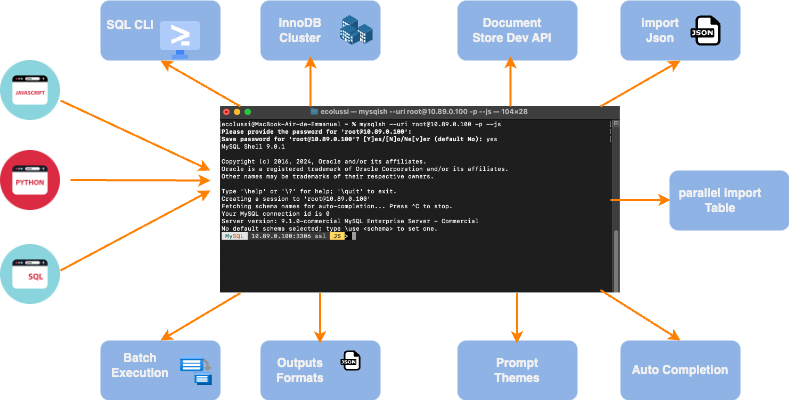 SQL CLI
InnoDB
Cluster
Document
Store Dev API
Import
Json
JSON
JAVASCRIPT
PYTHON
SQL
ecolussi — mysqlsh --uri root@10.89.0.100 -p --js — 104×28
ecolussi@MacBook-Air-de-Emmanuel ~ % mysqlsh --uri root@10.89.0.100 -p --js
Please provide the password for 'root@10.89.0.100':
Save password for 'root@10.89.0.100'? [Y]es/[N]o/Ne[v]er (default No): yes
MySQL Shell 9.0.1
Copyright (c) 2016, 2024, Oracle and/or its affiliates.
Oracle is a registered trademark of Oracle Corporation and/or its affiliates.
Other names may be trademarks of their respective owners.
Type '\help' or '\?' for help; '\quit' to exit.
Creating a session to 'root@10.89.0.100'
Fetching schema names for auto-completion... Press ^C to stop.
Your MySQL connection id is 0
Server version: 9.1.0-commercial MySQL Enterprise Server - Commercial
No default schema selected; type \use <schema> to set one.
MySQL 10.89.0.100:3306 ssl JS >
parallel import
Table
Batch
Execution
Outputs
Formats
JSON
Prompt
Themes
Auto Completion